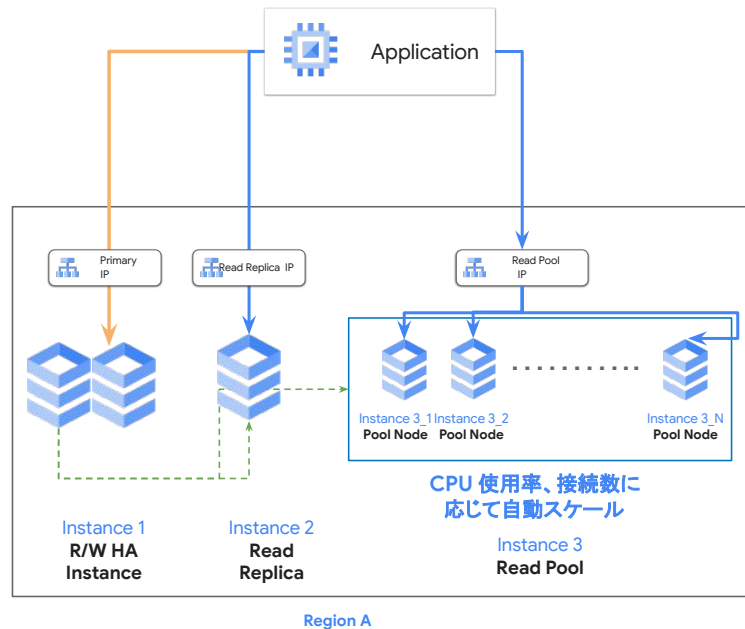 Application
Primary
IP
Read Replica IP
Read Pool
IP
Instance 3_1
Pool Node
Instance 3_2
Pool Node
Instance 3_N
Pool Node
CPU 使用率、接続数に
応じて自動スケール
Instance 1
R/W HA
Instance
Instance 2
Read
Replica
Instance 3
Read Pool
Region A